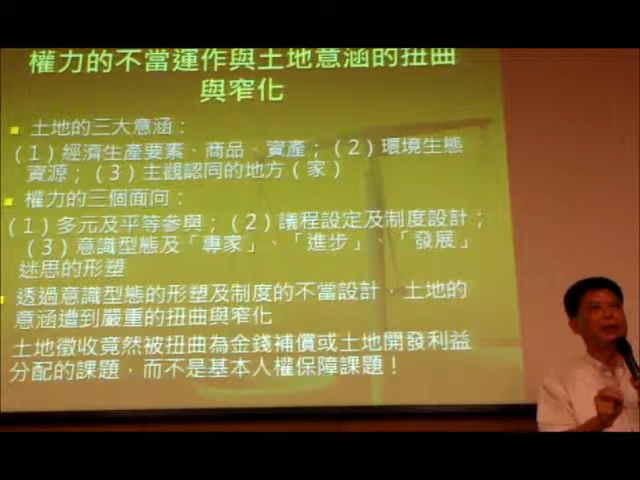 權力的不當運作與土地意涵的扭曲
與窄化
土地的三大意涵：
（1）經濟生產要素、商品、資產；（2）環境生態
資源；（3）主觀認同的地方（家）
權力的三個面向：
（1）多元及平等參與；（2）議程設定及制度設計；
（3）意識型態及「專家」、「進步」、「發展」
迷思的形塑
透過意識型態的形塑及制度的不當設計，土地的
意涵遭到嚴重的扭曲與窄化
土地徵收竟然被扭曲為金錢補償或土地開發利益
分配的課題，而不是基本人權保障課題！